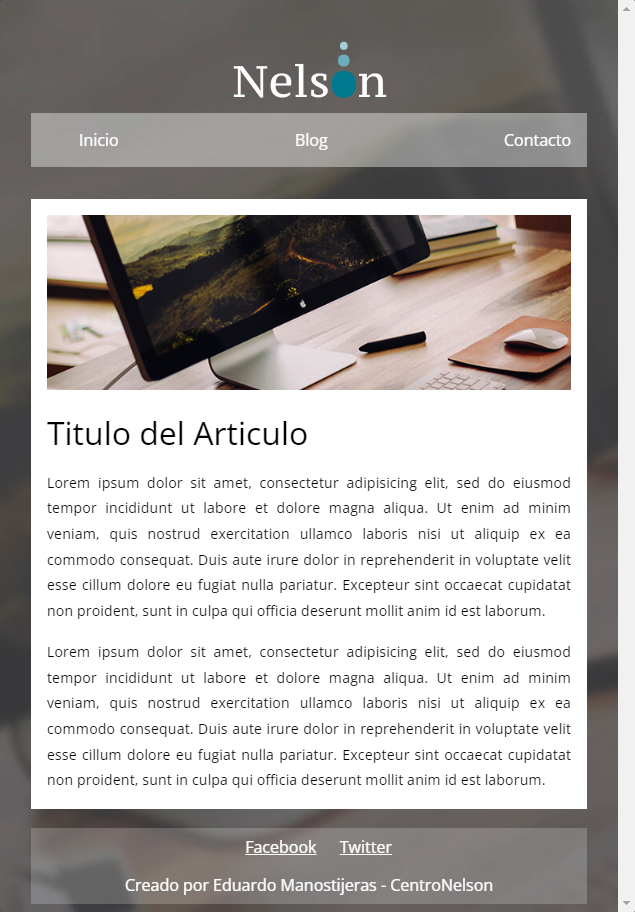 Nelson
Inicio Blog Contacto
Titulo del Articulo
Lorem ipsum dolor sit amet, consectetur adipisicing elit, sed do eiusmod
tempor incididunt ut labore et dolore magna aliqua. Ut enim ad minim
veniam, quis nostrud exercitation ullamco laboris nisi ut aliquip ex ea
commodo consequat. Duis aute irure dolor in reprehenderit in voluptate velit
esse cillum dolore eu fugiat nulla pariatur. Excepteur sint occaecat cupidatat
non proident, sunt in culpa qui officia deserunt mollit anim id est laborum.
Lorem ipsum dolor sit amet, consectetur adipisicing elit, sed do eiusmod
tempor incididunt ut labore et dolore magna aliqua. Ut enim ad minim
veniam, quis nostrud exercitation ullamco laboris nisi ut aliquip ex ea
commodo consequat. Duis aute irure dolor in reprehenderit in voluptate velit
esse cillum dolore eu fugiat nulla pariatur. Excepteur sint occaecat cupidatat
non proident, sunt in culpa qui officia deserunt mollit anim id est laborum.
Facebook Twitter
Creado por Eduardo Manostijeras - CentroNelson